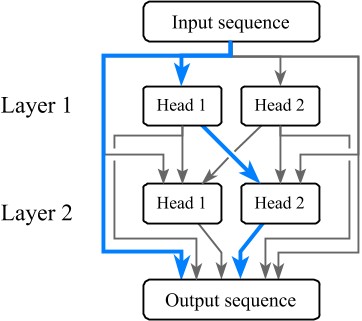 Input sequence
Layer 1
Head 1
Head 2
Layer 2
Head 1
Head 2
Output sequence